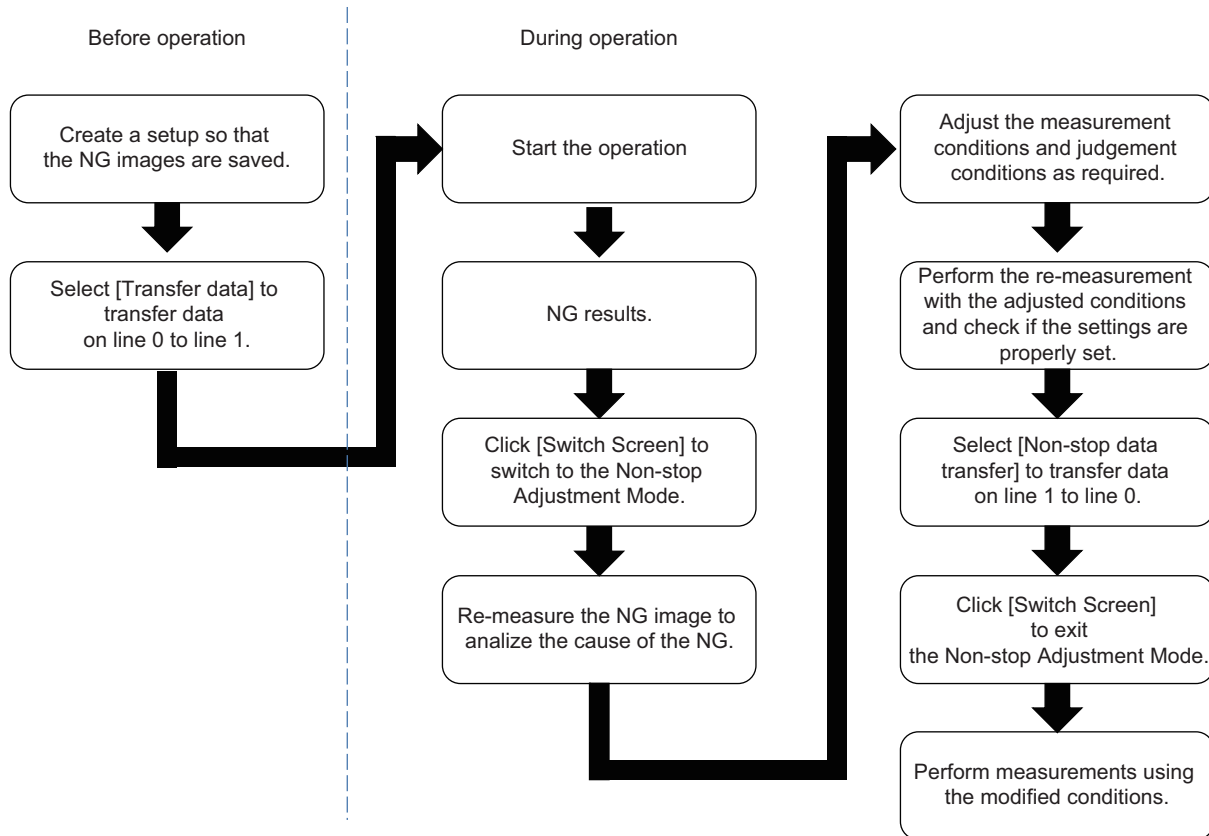 Before operation
During operation
Create a setup so that
the NG images are saved.
Select [Transfer data] to
transfer data
on line 0 to line 1.
Start the operation
NG results.
Click [Switch Screen] to
switch to the Non-stop
Adjustment Mode.
Re-measure the NG image to
analize the cause of the NG.
Adjust the measurement
conditions and judgement
conditions as required.
Perform the re-measurement
with the adjusted conditions
and check if the settings are
properly set.
Select [Non-stop data
transfer] to transfer data
on line 1 to line 0.
Click [Switch Screen]
to exit
the Non-stop Adjustment Mode.
Perform measurements using
the modified conditions.